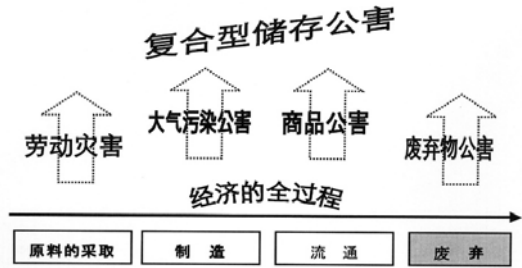 复合型储存公害
劳动灾害
大气污染公害
商品公害
废弃物公害
经济的全过程
原料的采取
制 造
流 通
废 弃